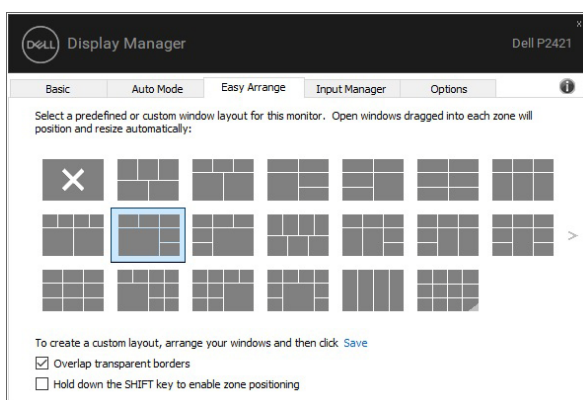 DELL Display Manager
Dell P2421
Basic Auto Mode Easy Arrange Input Manager Options
Select a predefined or custom window layout for this monitor. Open windows dragged into each zone will
position and resize automatically:
To create a custom layout, arrange your windows and then click Save
Overlap transparent borders
Hold down the SHIFT key to enable zone positioning